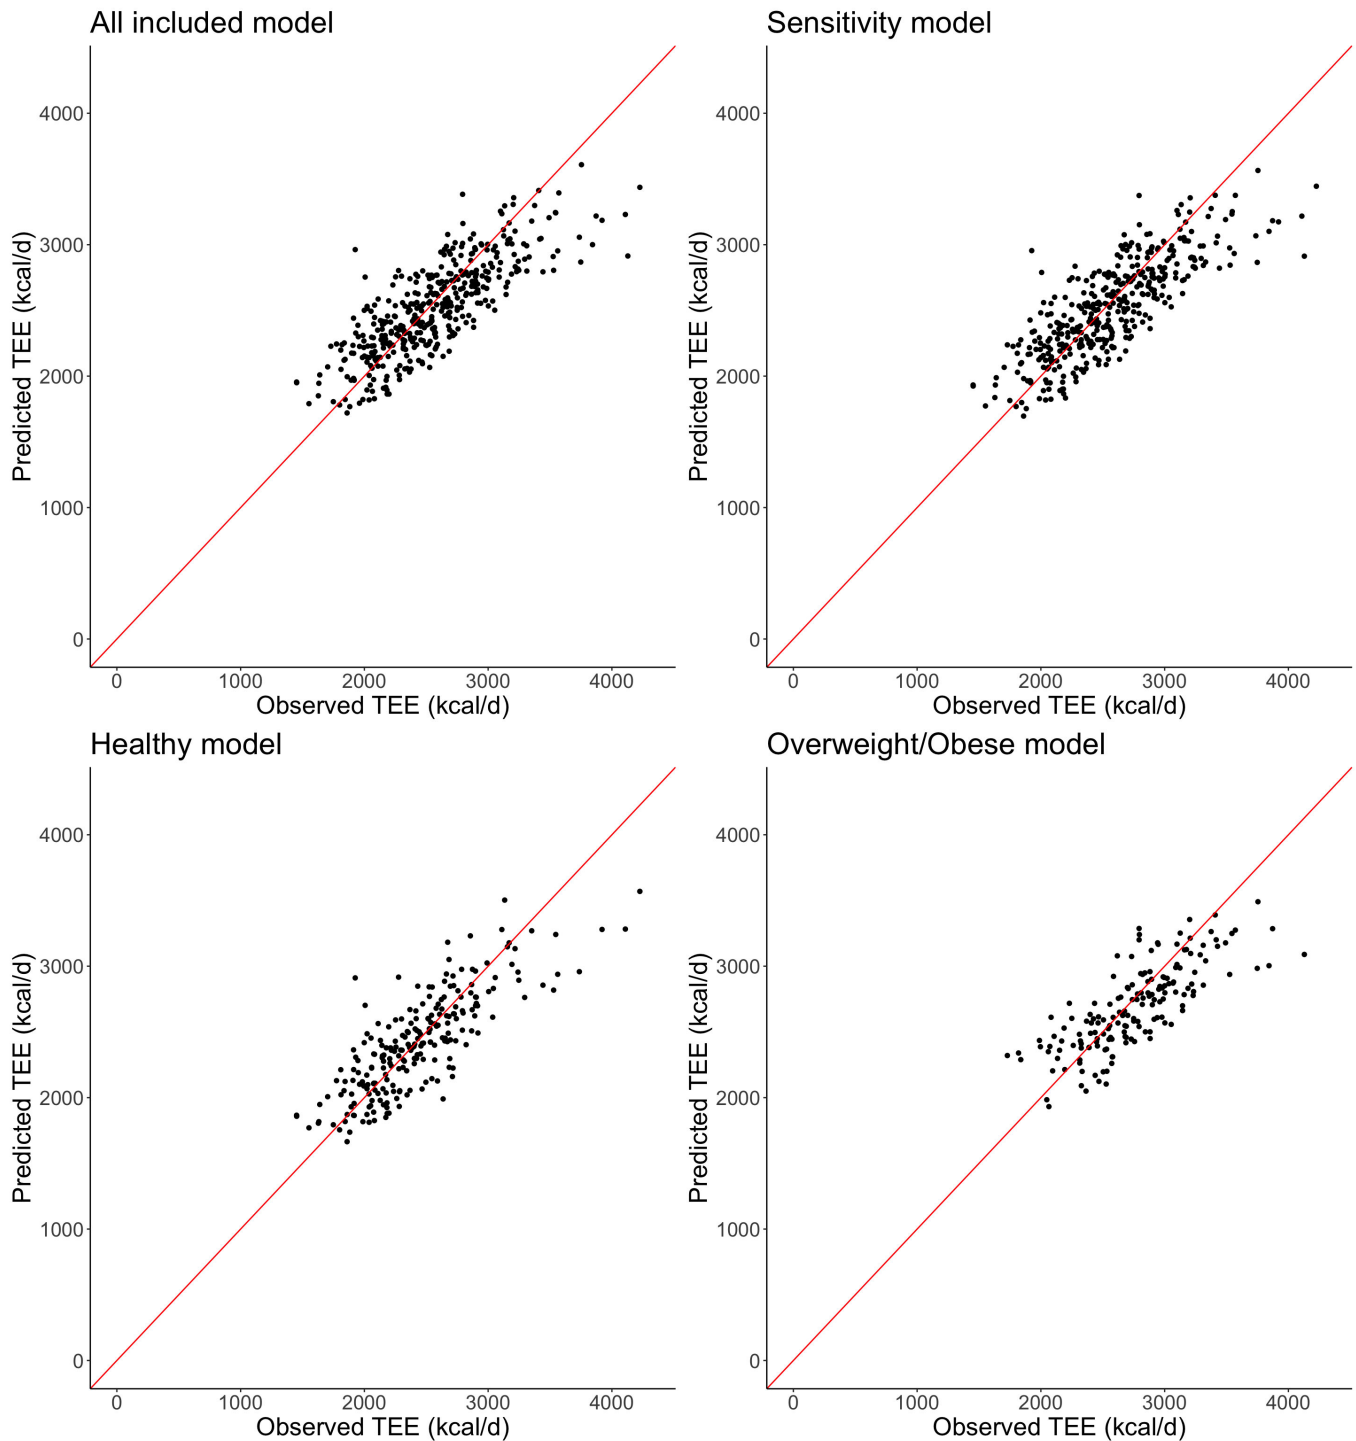 All included model
4000
3000
2000
1000
0
0 1000 2000 3000 4000
Predicted TEE (kcal/d)
Observed TEE (kcal/d)
Sensitivity model
4000
3000
2000
1000
0
0 1000 2000 3000 4000
Predicted TEE (kcal/d)
Observed TEE (kcal/d)
Healthy model
4000
3000
2000
1000
0
0 1000 2000 3000 4000
Predicted TEE (kcal/d)
Observed TEE (kcal/d)
Overweight/Obese model
4000
3000
2000
1000
0
0 1000 2000 3000 4000
Predicted TEE (kcal/d)
Observed TEE (kcal/d)